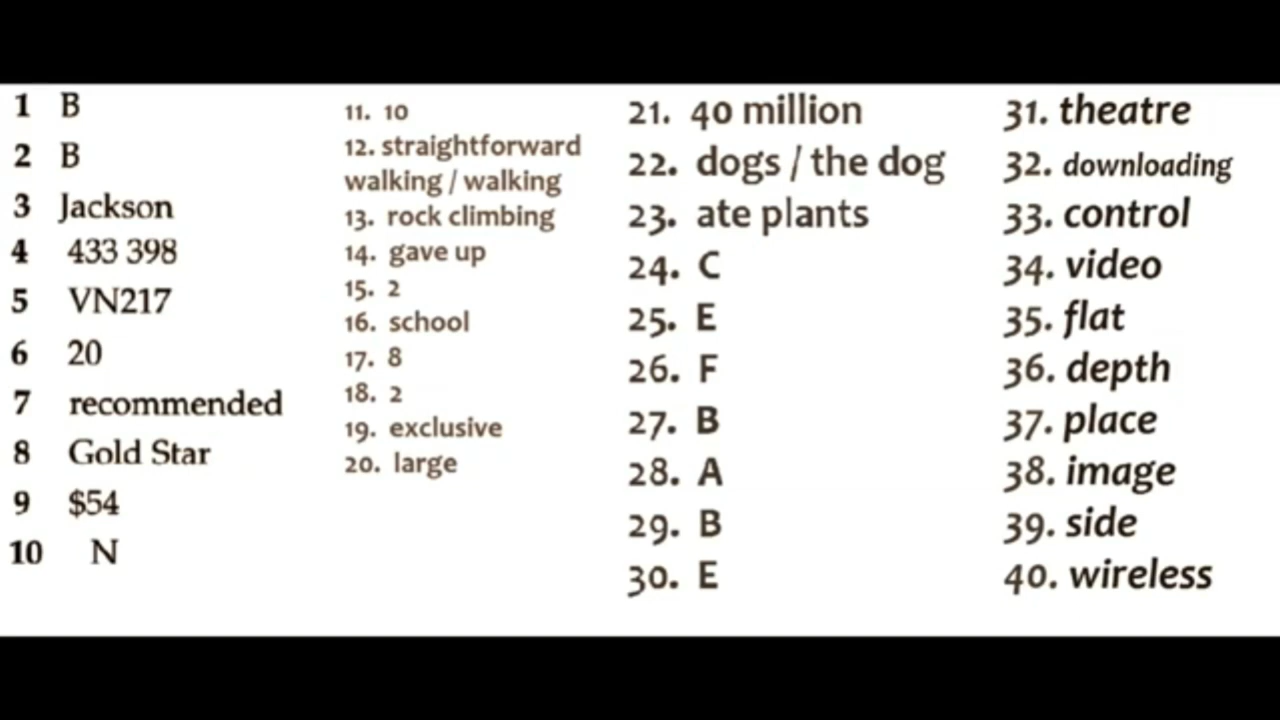 1 B
2 B
3 Jackson
4 433 398
5 VN217
6 20
7 recommended
8 Gold Star
9 $54
10 N
11. 10
12. straightforward
walking / walking
13. rock climbing
14. gave up
15. 2
16. school
17. 8
18. 2
19. exclusive
20. large
21. 40 million
22. dogs / the dog
23. ate plants
24. C
25. E
26. F
27. B
28. A
29. B
30. E
31. theatre
32. downloading
33. control
34. video
35. flat
36. depth
37. place
38. image
39. side
40. wireless